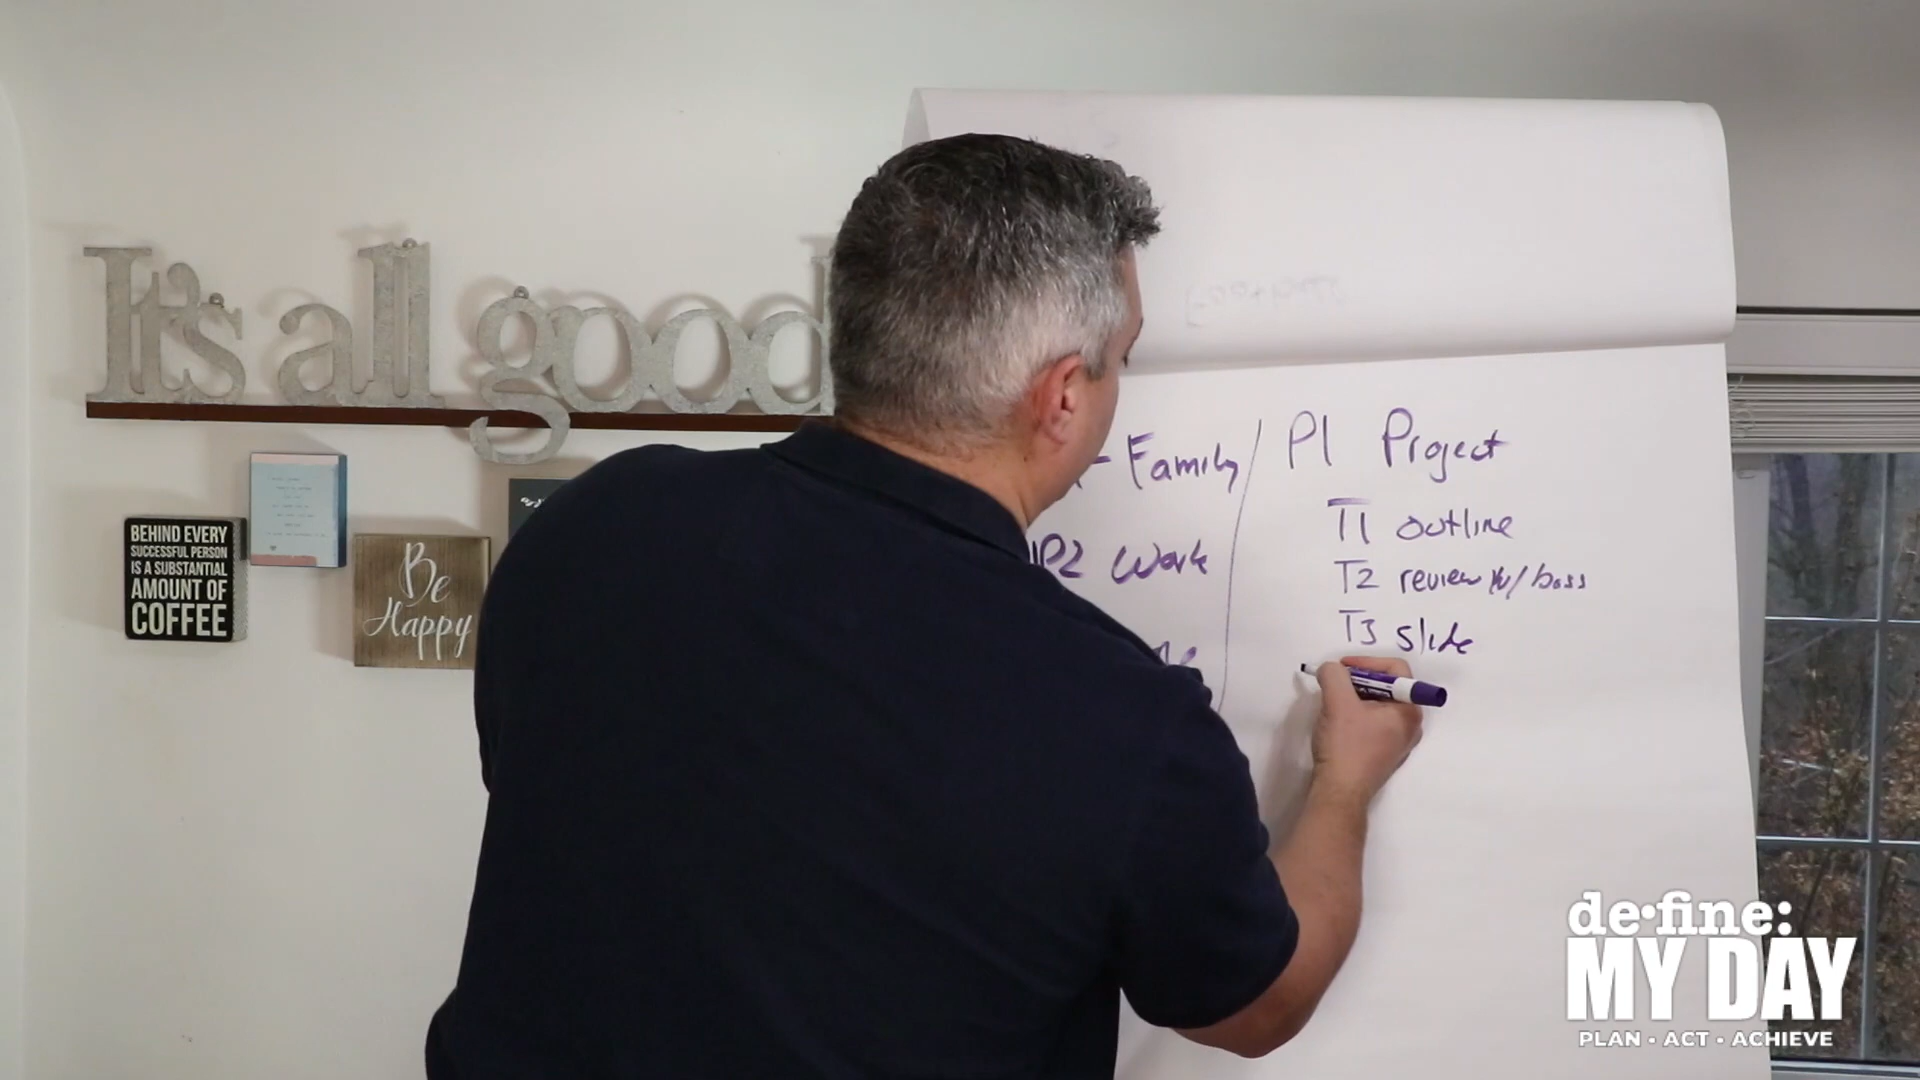 It's all good
BEHIND EVERY
SUCCESSFUL PERSON
IS A SUBSTANTIAL
AMOUNT OF
COFFEE
Be
Happy
- Family
P2 Work
P1 Project
T1 outline
T2 review w/ boss
T3 slide
de•fine:
MY DAY
PLAN • ACT • ACHIEVE